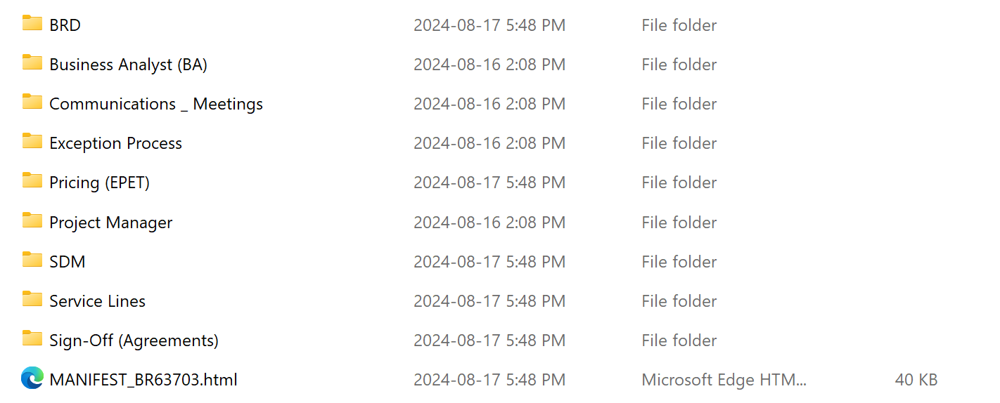 BRD 2024-08-17 5:48 PM File folder
Business Analyst (BA) 2024-08-16 2:08 PM File folder
Communications _ Meetings 2024-08-16 2:08 PM File folder
Exception Process 2024-08-16 2:08 PM File folder
Pricing (EPET) 2024-08-17 5:48 PM File folder
Project Manager 2024-08-16 2:08 PM File folder
SDM 2024-08-17 5:48 PM File folder
Service Lines 2024-08-17 5:48 PM File folder
Sign-Off (Agreements) 2024-08-17 5:48 PM File folder
MANIFEST_BR63703.html 2024-08-17 5:48 PM Microsoft Edge HTM... 40 KB